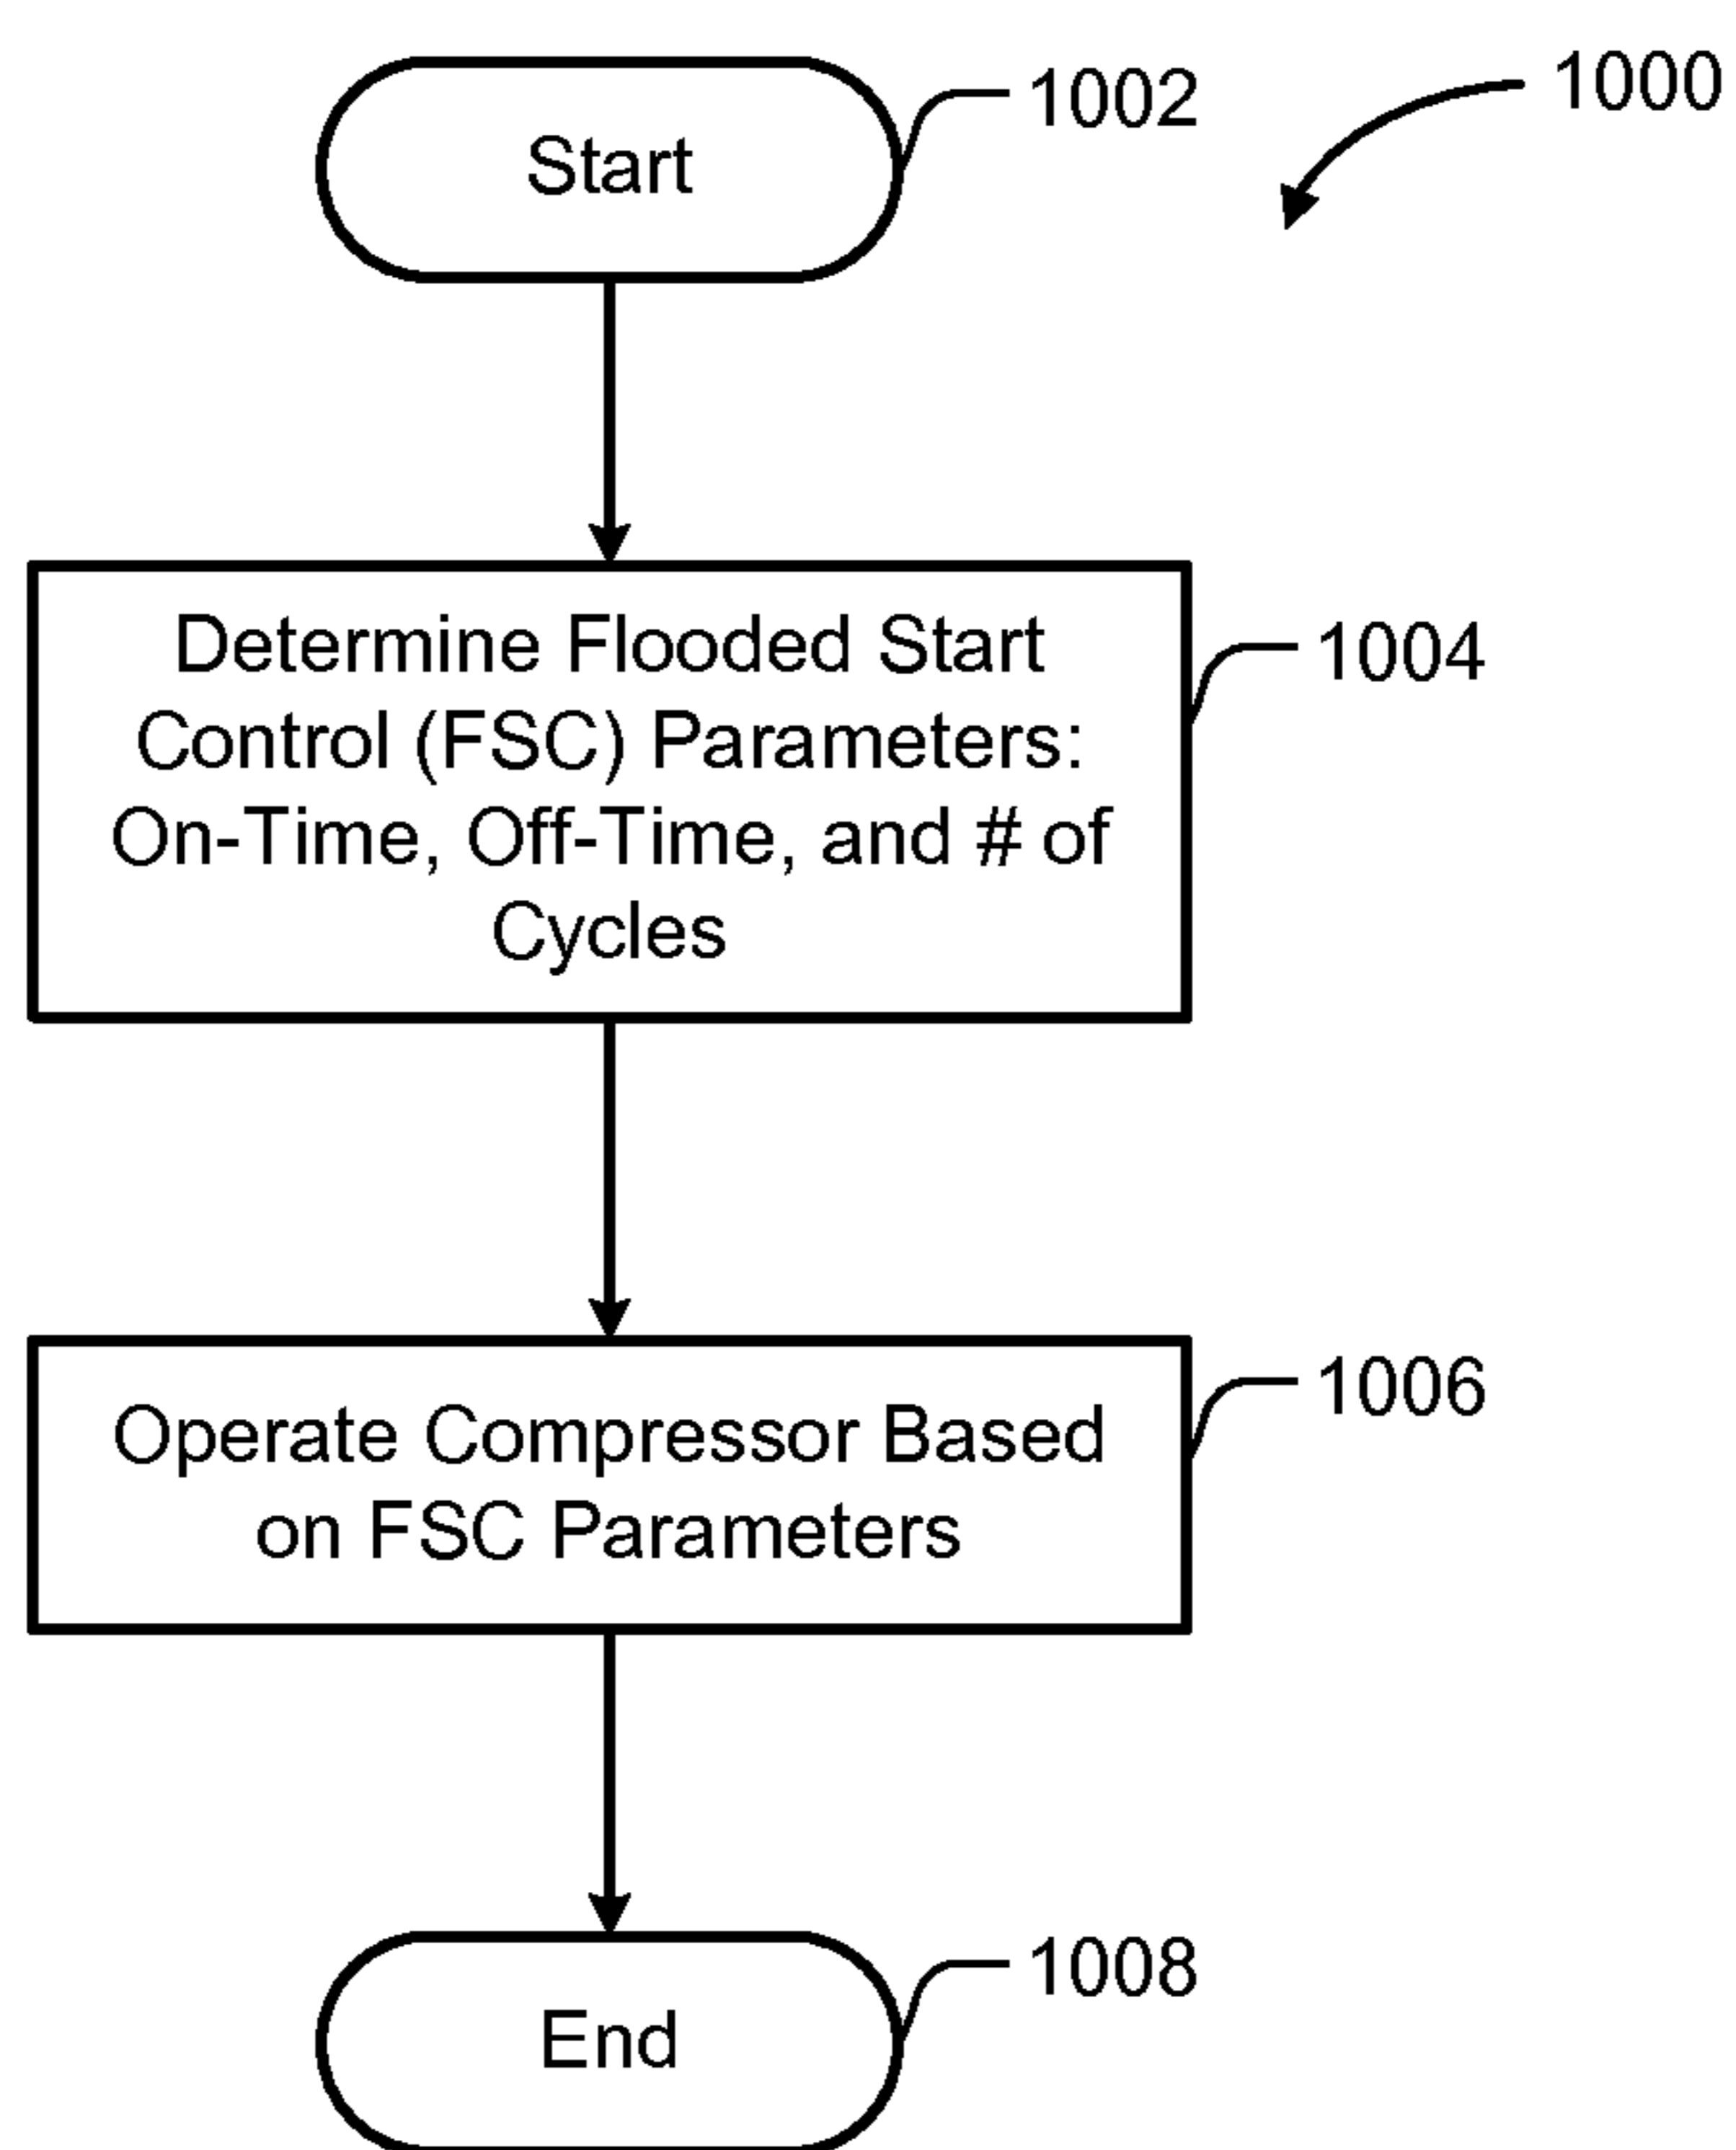 1000
Start
1002
Determine Flooded Start
Control (FSC) Parameters:
On-Time, Off-Time, and # of
Cycles
1004
Operate Compressor Based
on FSC Parameters
1006
End
1008